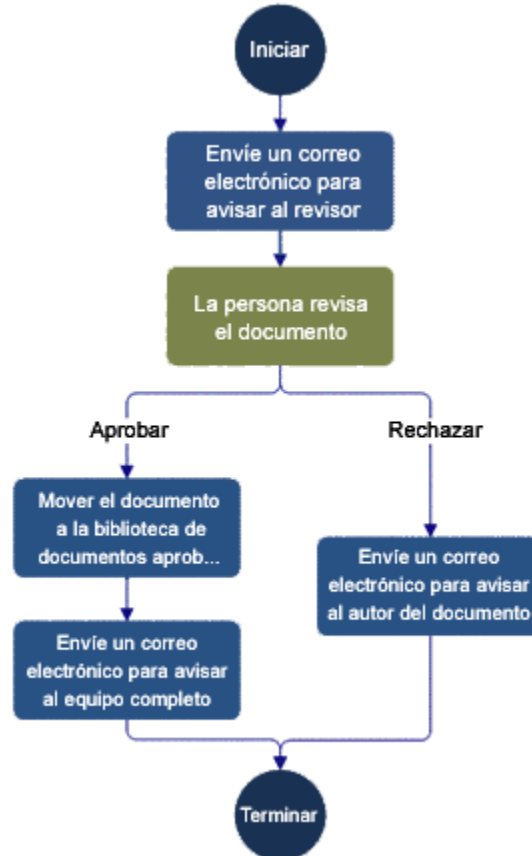 Iniciar
Envíe un correo
electrónico para
avisar al revisor
La persona revisa
el documento
Aprobar
Rechazar
Mover el documento
a la biblioteca de
documentos aprob...
Envíe un correo
electrónico para avisar
al autor del documento
Envíe un correo
electrónico para avisar
al equipo completo
Terminar